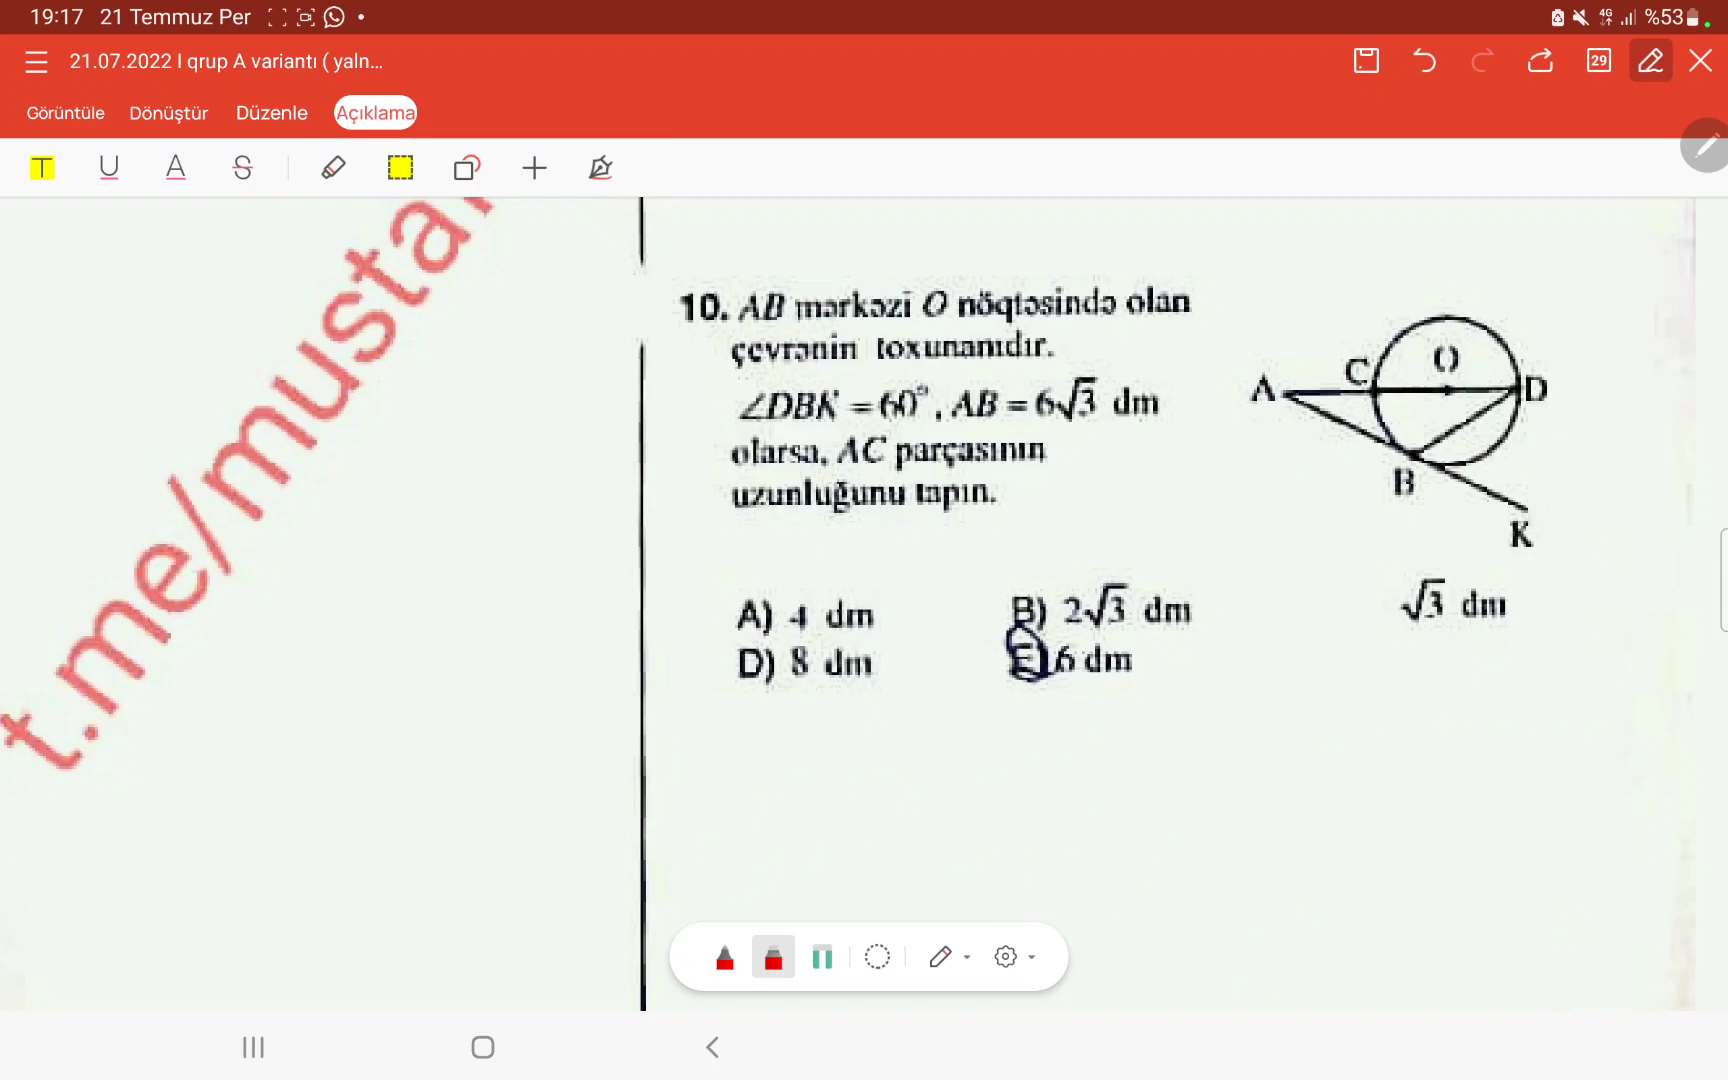 19:17 21 Temmuz Per
4G %53
21.07.2022 I qrup A variantı ( yaln...
29
Görüntüle Dönüştür Düzenle Açıklama
T U A S
t.me/musta
10. AB mərkəzi O nöqtəsində olan
çevrənin toxunanıdır.
∠DBK = 60°, AB = 6√3 dm
olarsa, AC parçasının
uzunluğunu tapın.
A C O D
B
K
A) 4 dm B) 2√3 dm √3 dm
D) 8 dm E) 6 dm